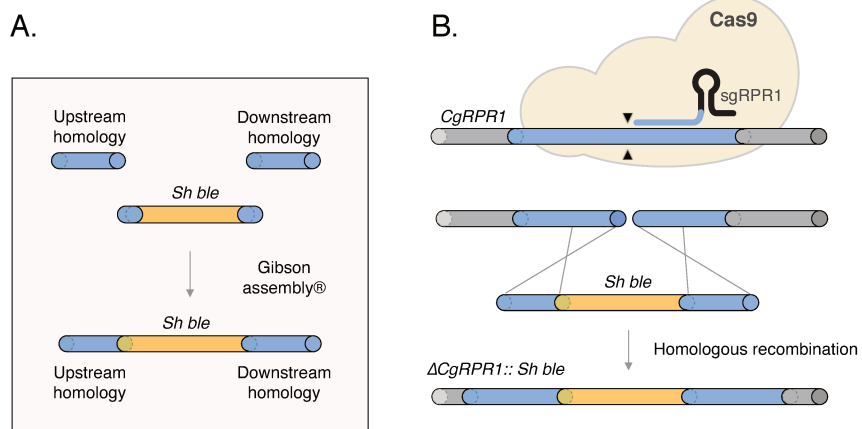 A.
Upstream
homology
Downstream
homology
Sh ble
Gibson
assembly®
Sh ble
Upstream
homology
Downstream
homology
B.
Cas9
sgRPR1
CgRPR1
Sh ble
Homologous recombination
ΔCgRPR1:: Sh ble